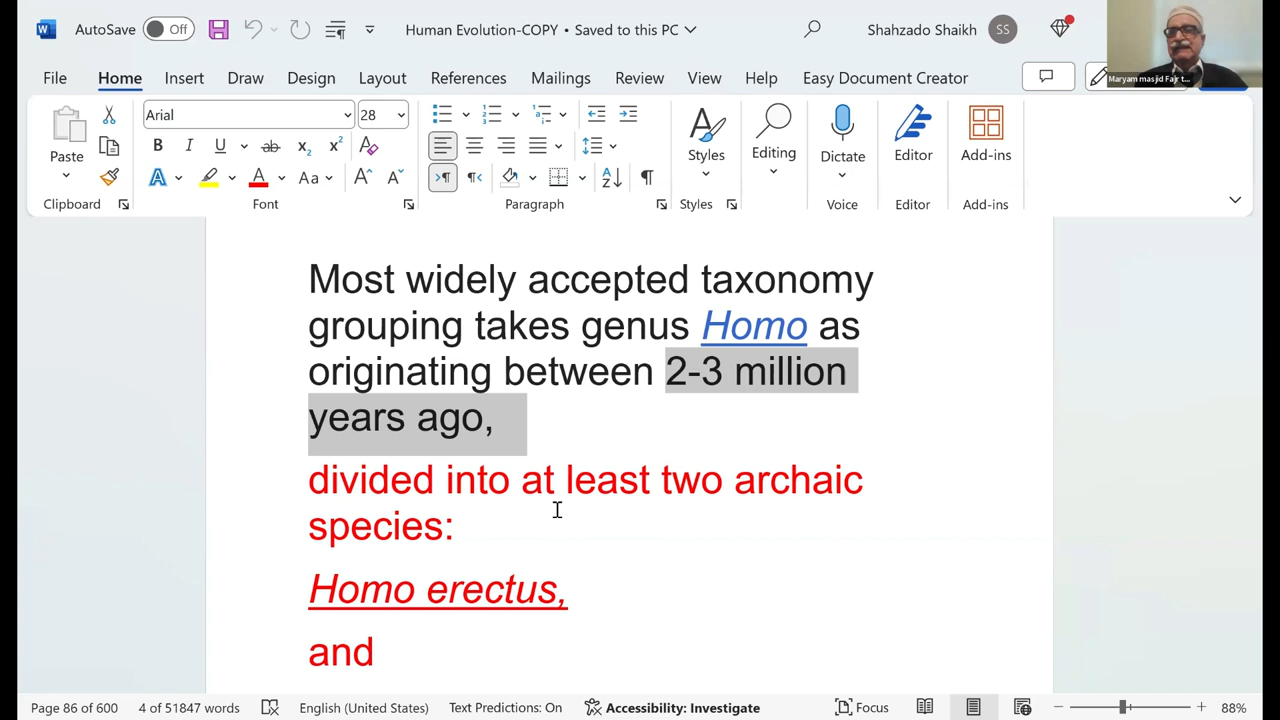 AutoSave Off Human Evolution-COPY • Saved to this PC Shahzado Shaikh SS
Maryam masjid Fajr t...
File Home Insert Draw Design Layout References Mailings Review View Help Easy Document Creator
Paste Arial 28 Styles Editing Dictate Editor Add-ins
Clipboard Font Paragraph Styles Voice Editor Add-ins
Most widely accepted taxonomy
grouping takes genus Homo as
originating between 2-3 million
years ago,
divided into at least two archaic
species:
Homo erectus,
and
Page 86 of 600 4 of 51847 words English (United States) Text Predictions: On Accessibility: Investigate Focus 88%